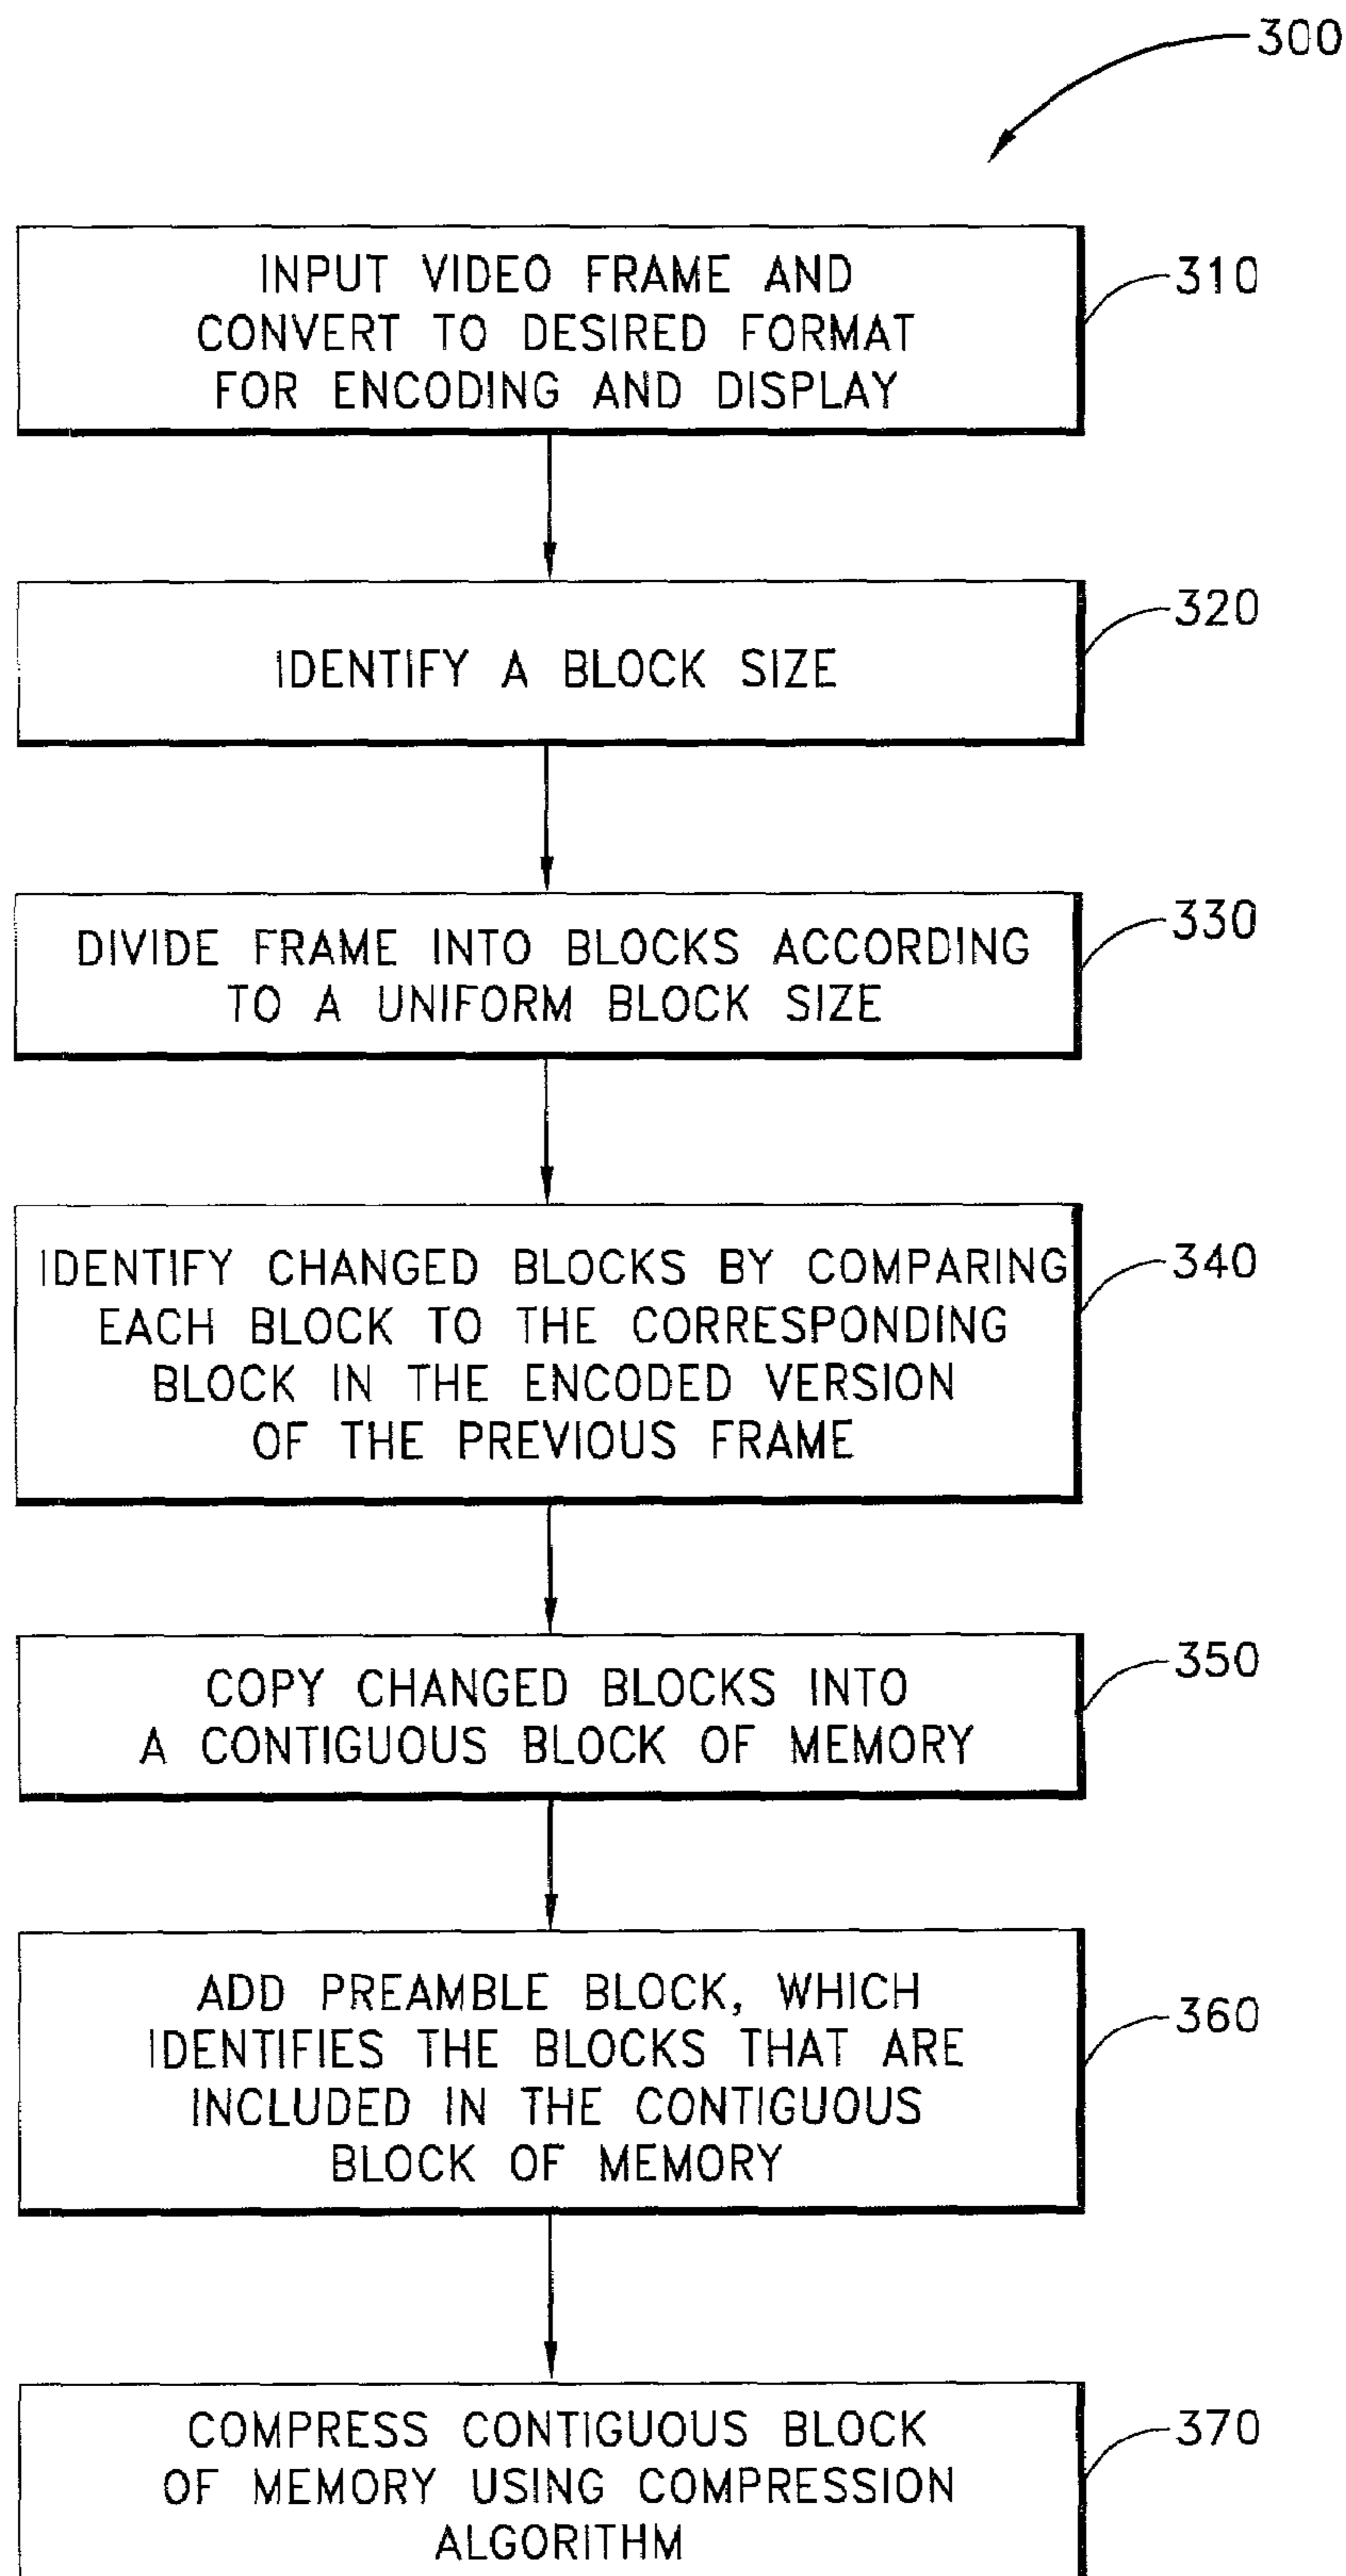 300
INPUT VIDEO FRAME AND
CONVERT TO DESIRED FORMAT
FOR ENCODING AND DISPLAY
310
IDENTIFY A BLOCK SIZE
320
DIVIDE FRAME INTO BLOCKS ACCORDING
TO A UNIFORM BLOCK SIZE
330
IDENTIFY CHANGED BLOCKS BY COMPARING
EACH BLOCK TO THE CORRESPONDING
BLOCK IN THE ENCODED VERSION
OF THE PREVIOUS FRAME
340
COPY CHANGED BLOCKS INTO
A CONTIGUOUS BLOCK OF MEMORY
350
ADD PREAMBLE BLOCK, WHICH
IDENTIFIES THE BLOCKS THAT ARE
INCLUDED IN THE CONTIGUOUS
BLOCK OF MEMORY
360
COMPRESS CONTIGUOUS BLOCK
OF MEMORY USING COMPRESSION
ALGORITHM
370